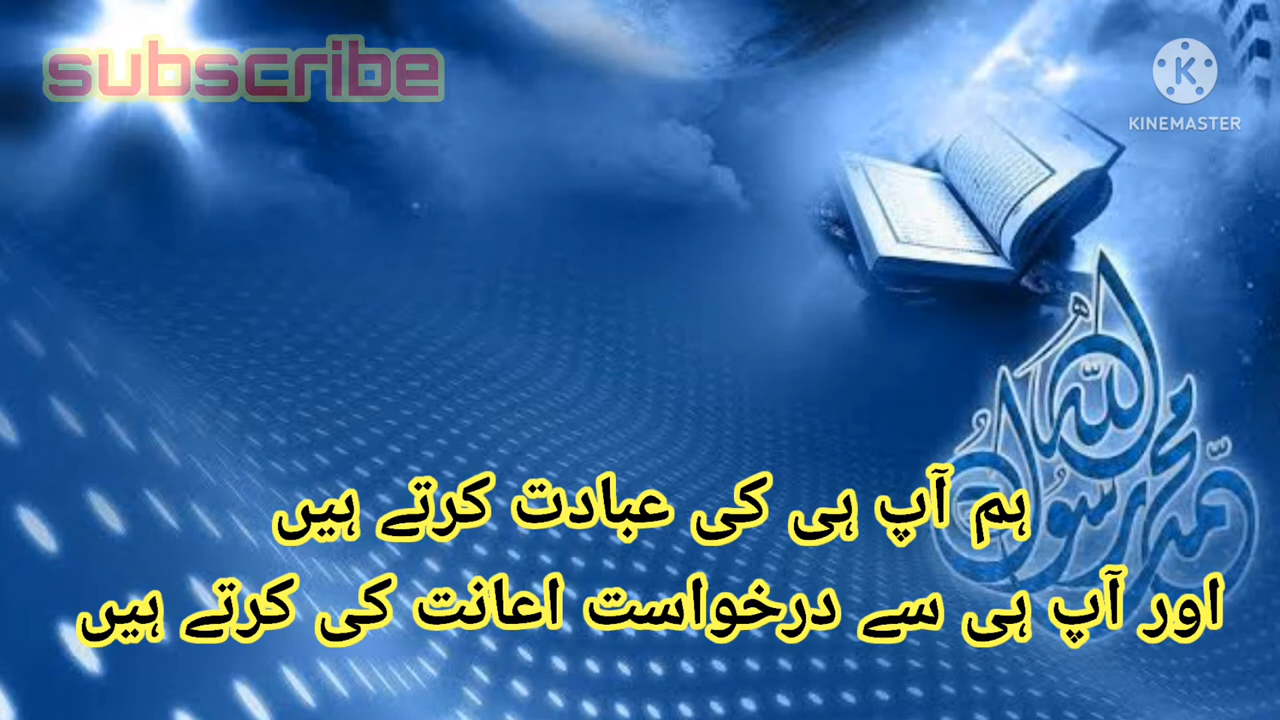 subscribe
KINEMASTER
محمد رسول الله
ہم آپ ہی کی عبادت کرتے ہیں
اور آپ ہی سے درخواست اعانت کی کرتے ہیں